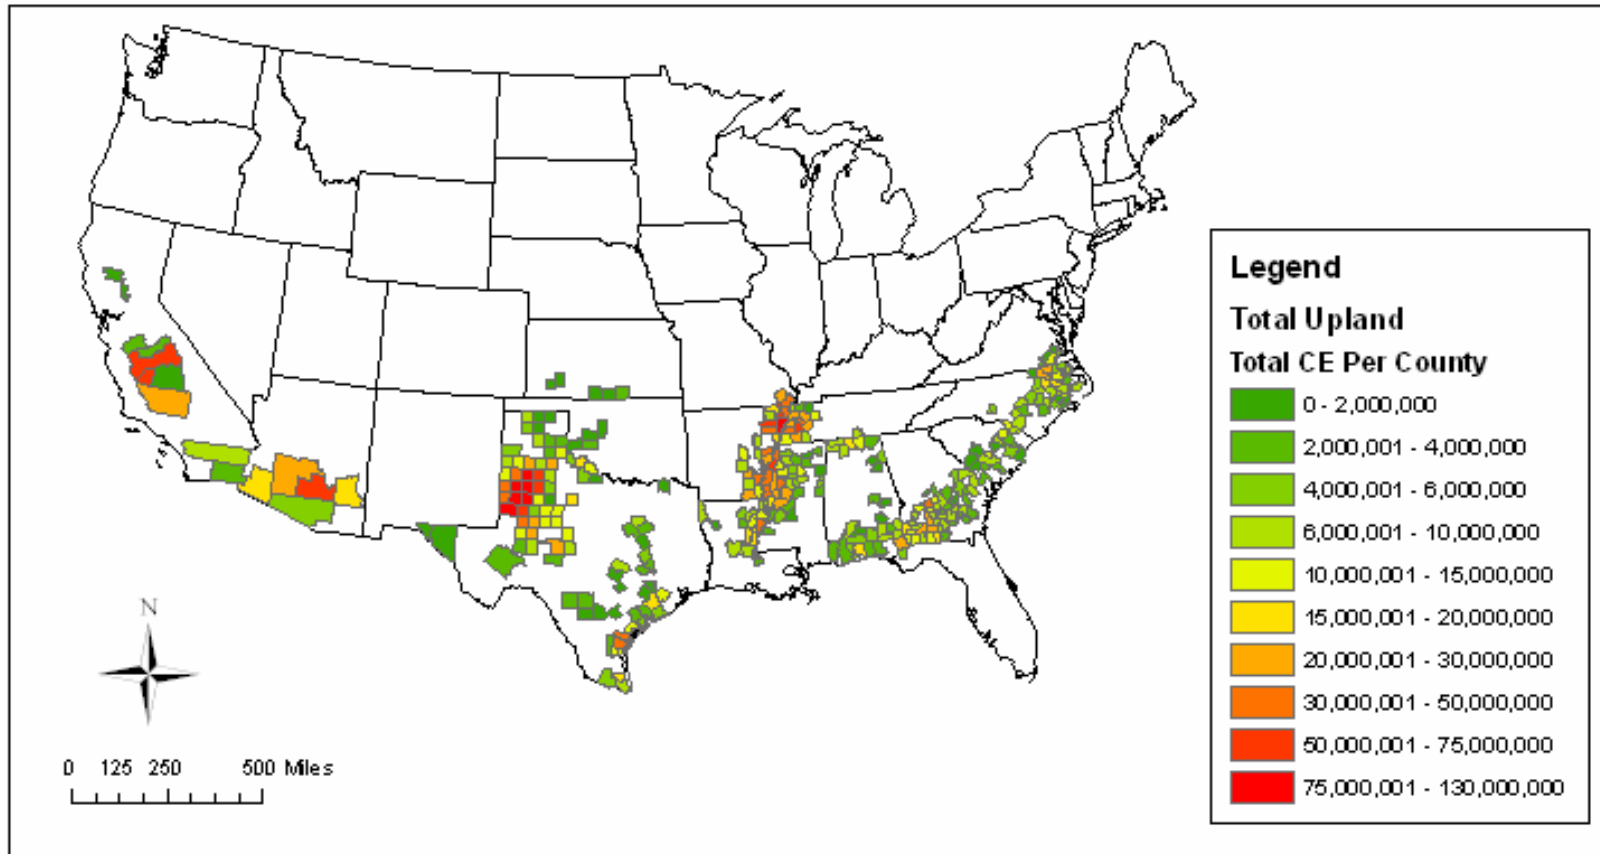 Legend
Total Upland
Total CE Per County
0 - 2,000,000
2,000,001 - 4,000,000
4,000,001 - 6,000,000
6,000,001 - 10,000,000
10,000,001 - 15,000,000
15,000,001 - 20,000,000
20,000,001 - 30,000,000
30,000,001 - 50,000,000
50,000,001 - 75,000,000
75,000,001 - 130,000,000
N
0 125 250 500 Miles